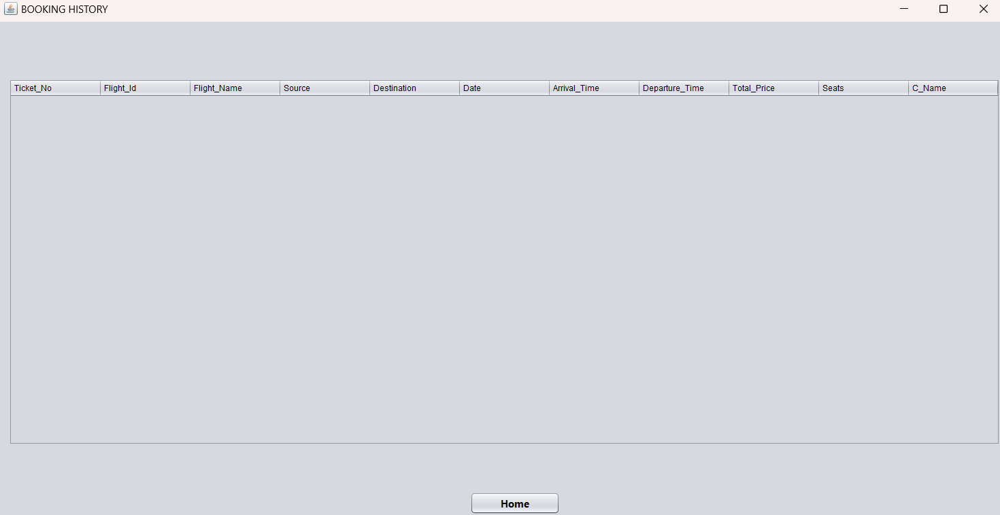 BOOKING HISTORY
Ticket_No Flight_Id Flight_Name Source Destination Date Arrival_Time Departure_Time Total_Price Seats C_Name
Home